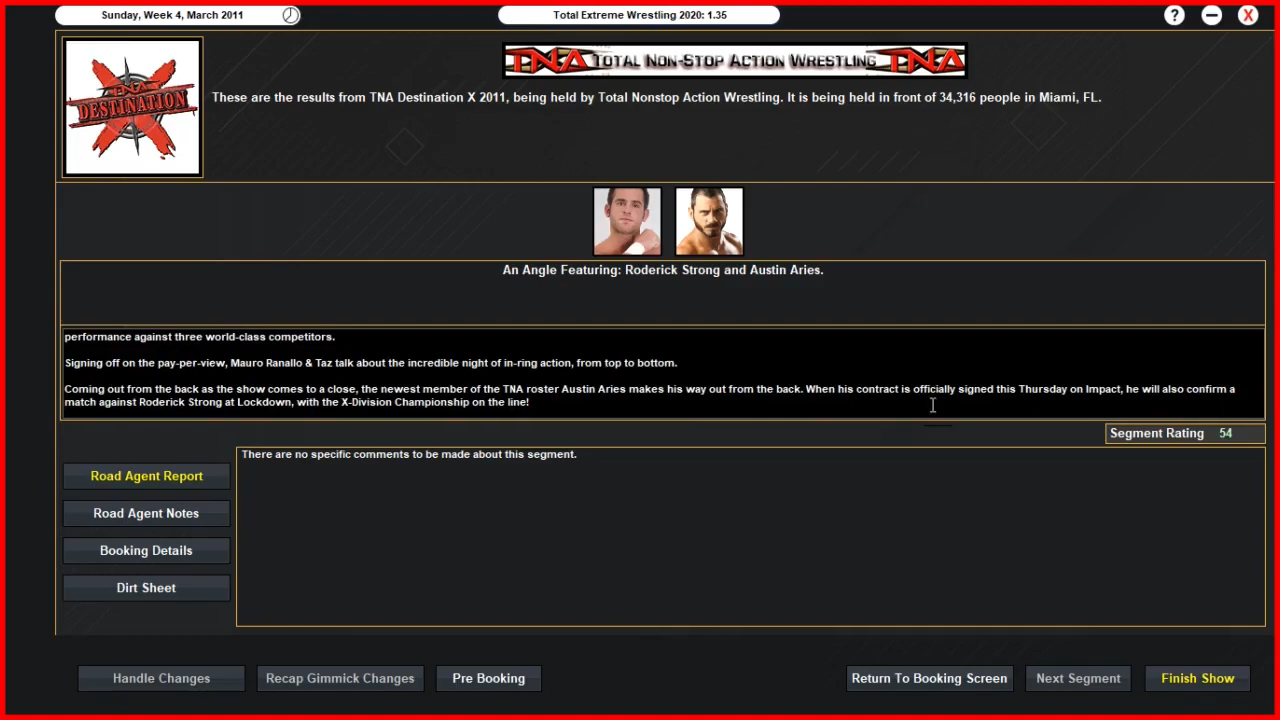 Sunday, Week 4, March 2011
Total Extreme Wrestling 2020: 1.35
?
X
TNA
DESTINATION
X
TNA TOTAL NON-STOP ACTION WRESTLING TNA
These are the results from TNA Destination X 2011, being held by Total Nonstop Action Wrestling. It is being held in front of 34,316 people in Miami, FL.
An Angle Featuring: Roderick Strong and Austin Aries.
performance against three world-class competitors.
Signing off on the pay-per-view, Mauro Ranallo & Taz talk about the incredible night of in-ring action, from top to bottom.
Coming out from the back as the show comes to a close, the newest member of the TNA roster Austin Aries makes his way out from the back. When his contract is officially signed this Thursday on Impact, he will also confirm a
match against Roderick Strong at Lockdown, with the X-Division Championship on the line!
Segment Rating 54
Road Agent Report
There are no specific comments to be made about this segment.
Road Agent Notes
Booking Details
Dirt Sheet
Handle Changes
Recap Gimmick Changes
Pre Booking
Return To Booking Screen
Next Segment
Finish Show